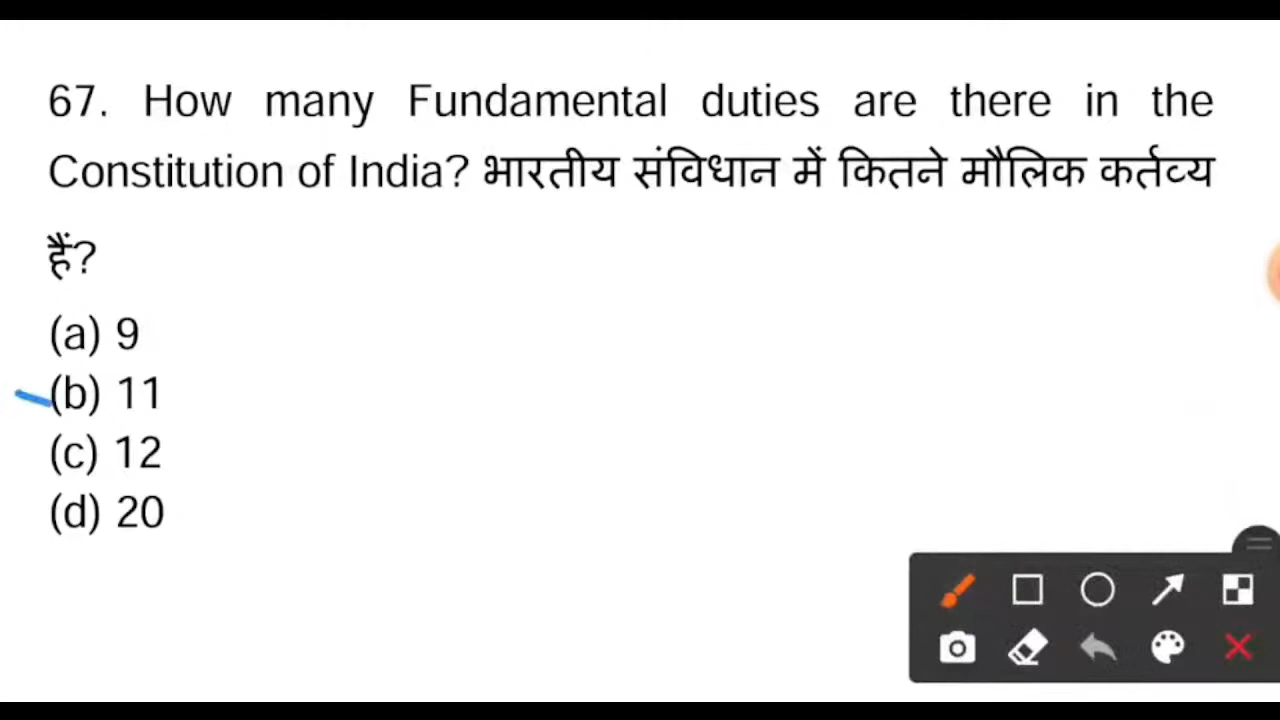 67. How many Fundamental duties are there in the
Constitution of India? भारतीय संविधान में कितने मौलिक कर्तव्य
हैं?
(a) 9
(b) 11
(c) 12
(d) 20